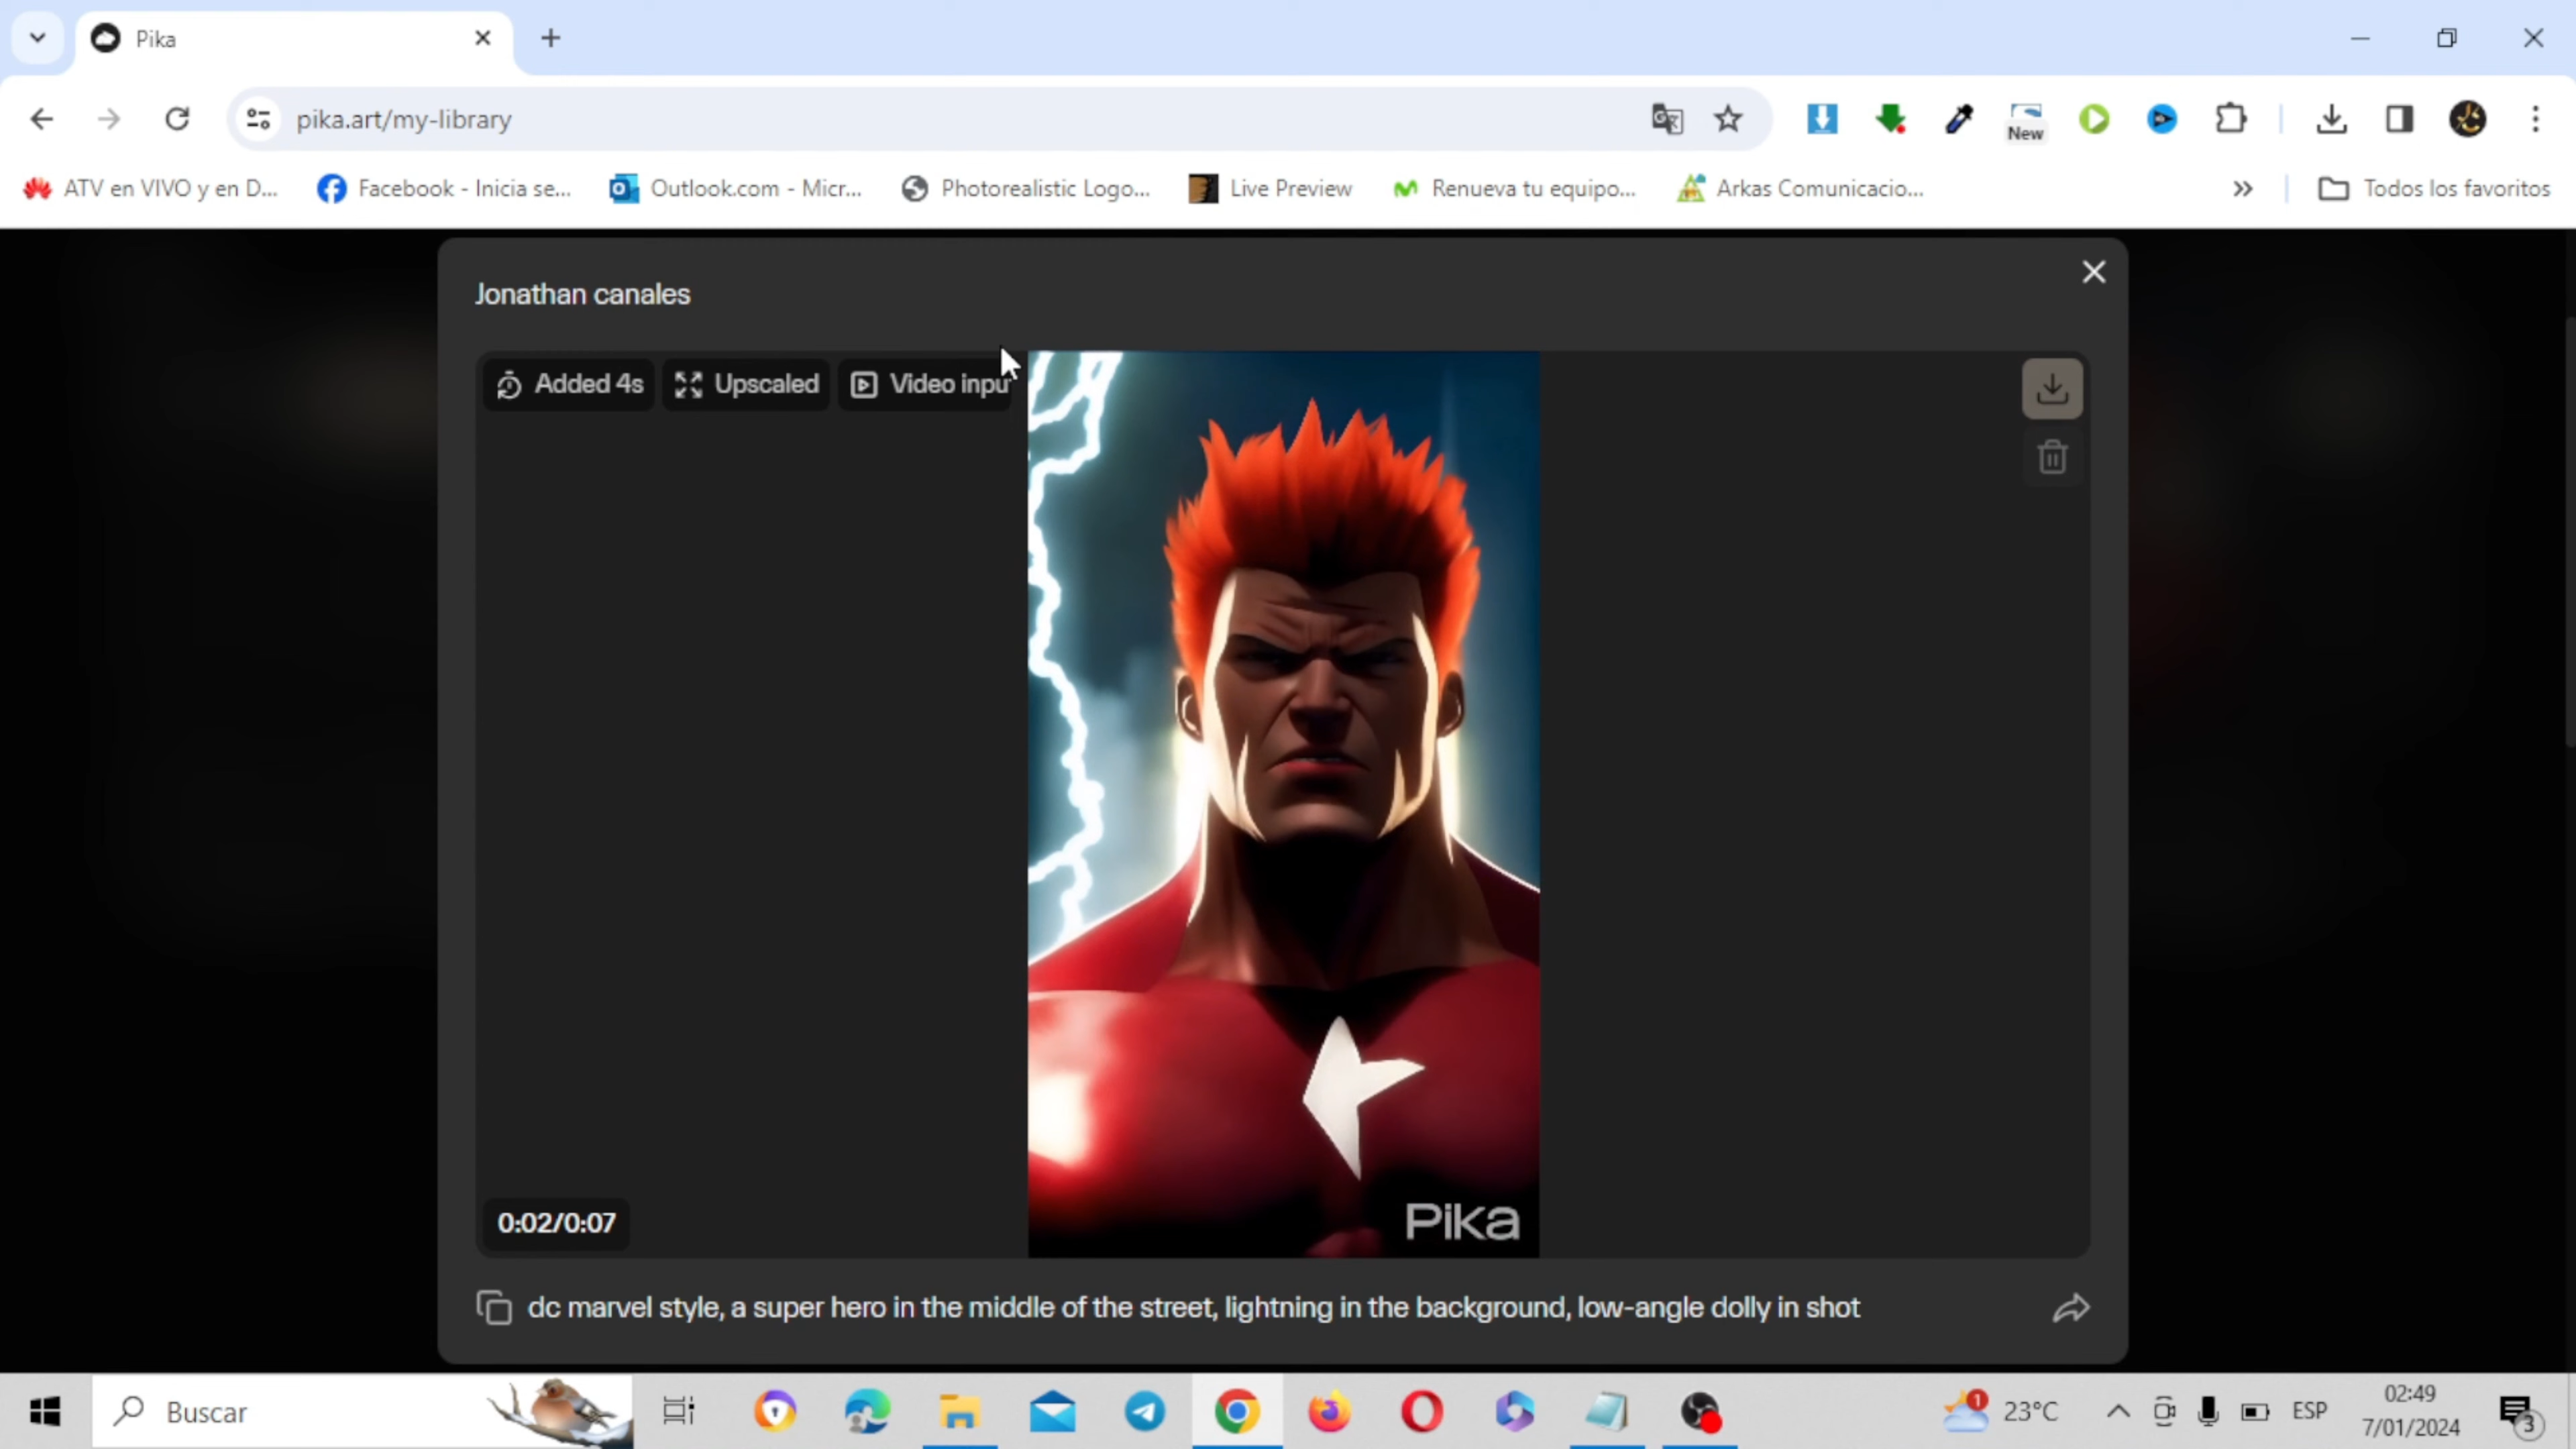 Pika
pika.art/my-library
New
ATV en VIVO y en D...
Facebook - Inicia se...
Outlook.com - Micr...
Photorealistic Logo...
Live Preview
Renueva tu equipo...
Arkas Comunicacio...
Todos los favoritos
Jonathan canales
Added 4s
Upscaled
Video inpu
Pika
0:02/0:07
dc marvel style, a super hero in the middle of the street, lightning in the background, low-angle dolly in shot
Buscar
1
23°C
ESP
02:49
7/01/2024
3